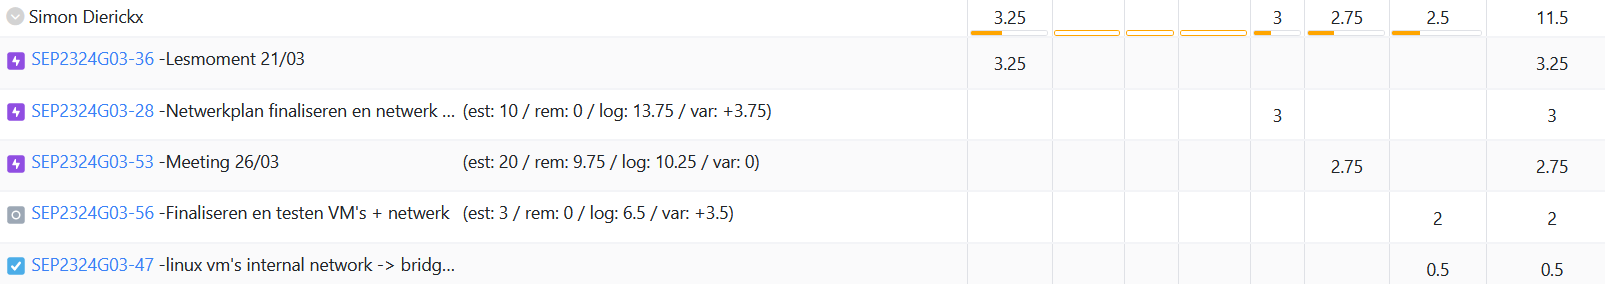 Simon Dierickx 3.25 3 2.75 2.5 11.5
SEP2324G03-36 -Lesmoment 21/03 3.25 3.25
SEP2324G03-28 -Netwerkplan finaliseren en netwerk ... (est: 10 / rem: 0 / log: 13.75 / var: +3.75) 3 3
SEP2324G03-53 -Meeting 26/03 (est: 20 / rem: 9.75 / log: 10.25 / var: 0) 2.75 2.75
SEP2324G03-56 -Finaliseren en testen VM's + netwerk (est: 3 / rem: 0 / log: 6.5 / var: +3.5) 2 2
SEP2324G03-47 -linux vm's internal network -> bridg... 0.5 0.5